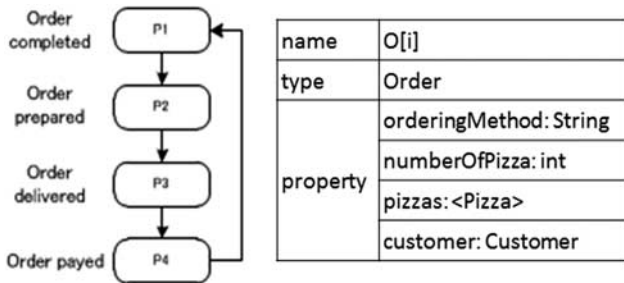 Order
completed
P1
Order
prepared
P2
Order
delivered
P3
Order payed
P4
name
O[i]
type
Order
property
orderingMethod: String
numberOfPizza: int
pizzas: <Pizza>
customer: Customer